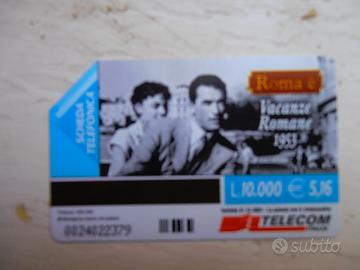 SCHEDA
TELEFONICA
Roma è
Vacanze
Romane
1953
L.10.000 € 5,16
0024022379
TELECOM
ITALIA
subito